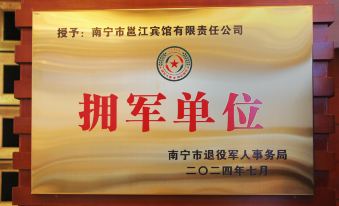 授予：南宁市邕江宾馆有限责任公司
拥军单位
南宁市退役军人事务局
二〇二四年七月